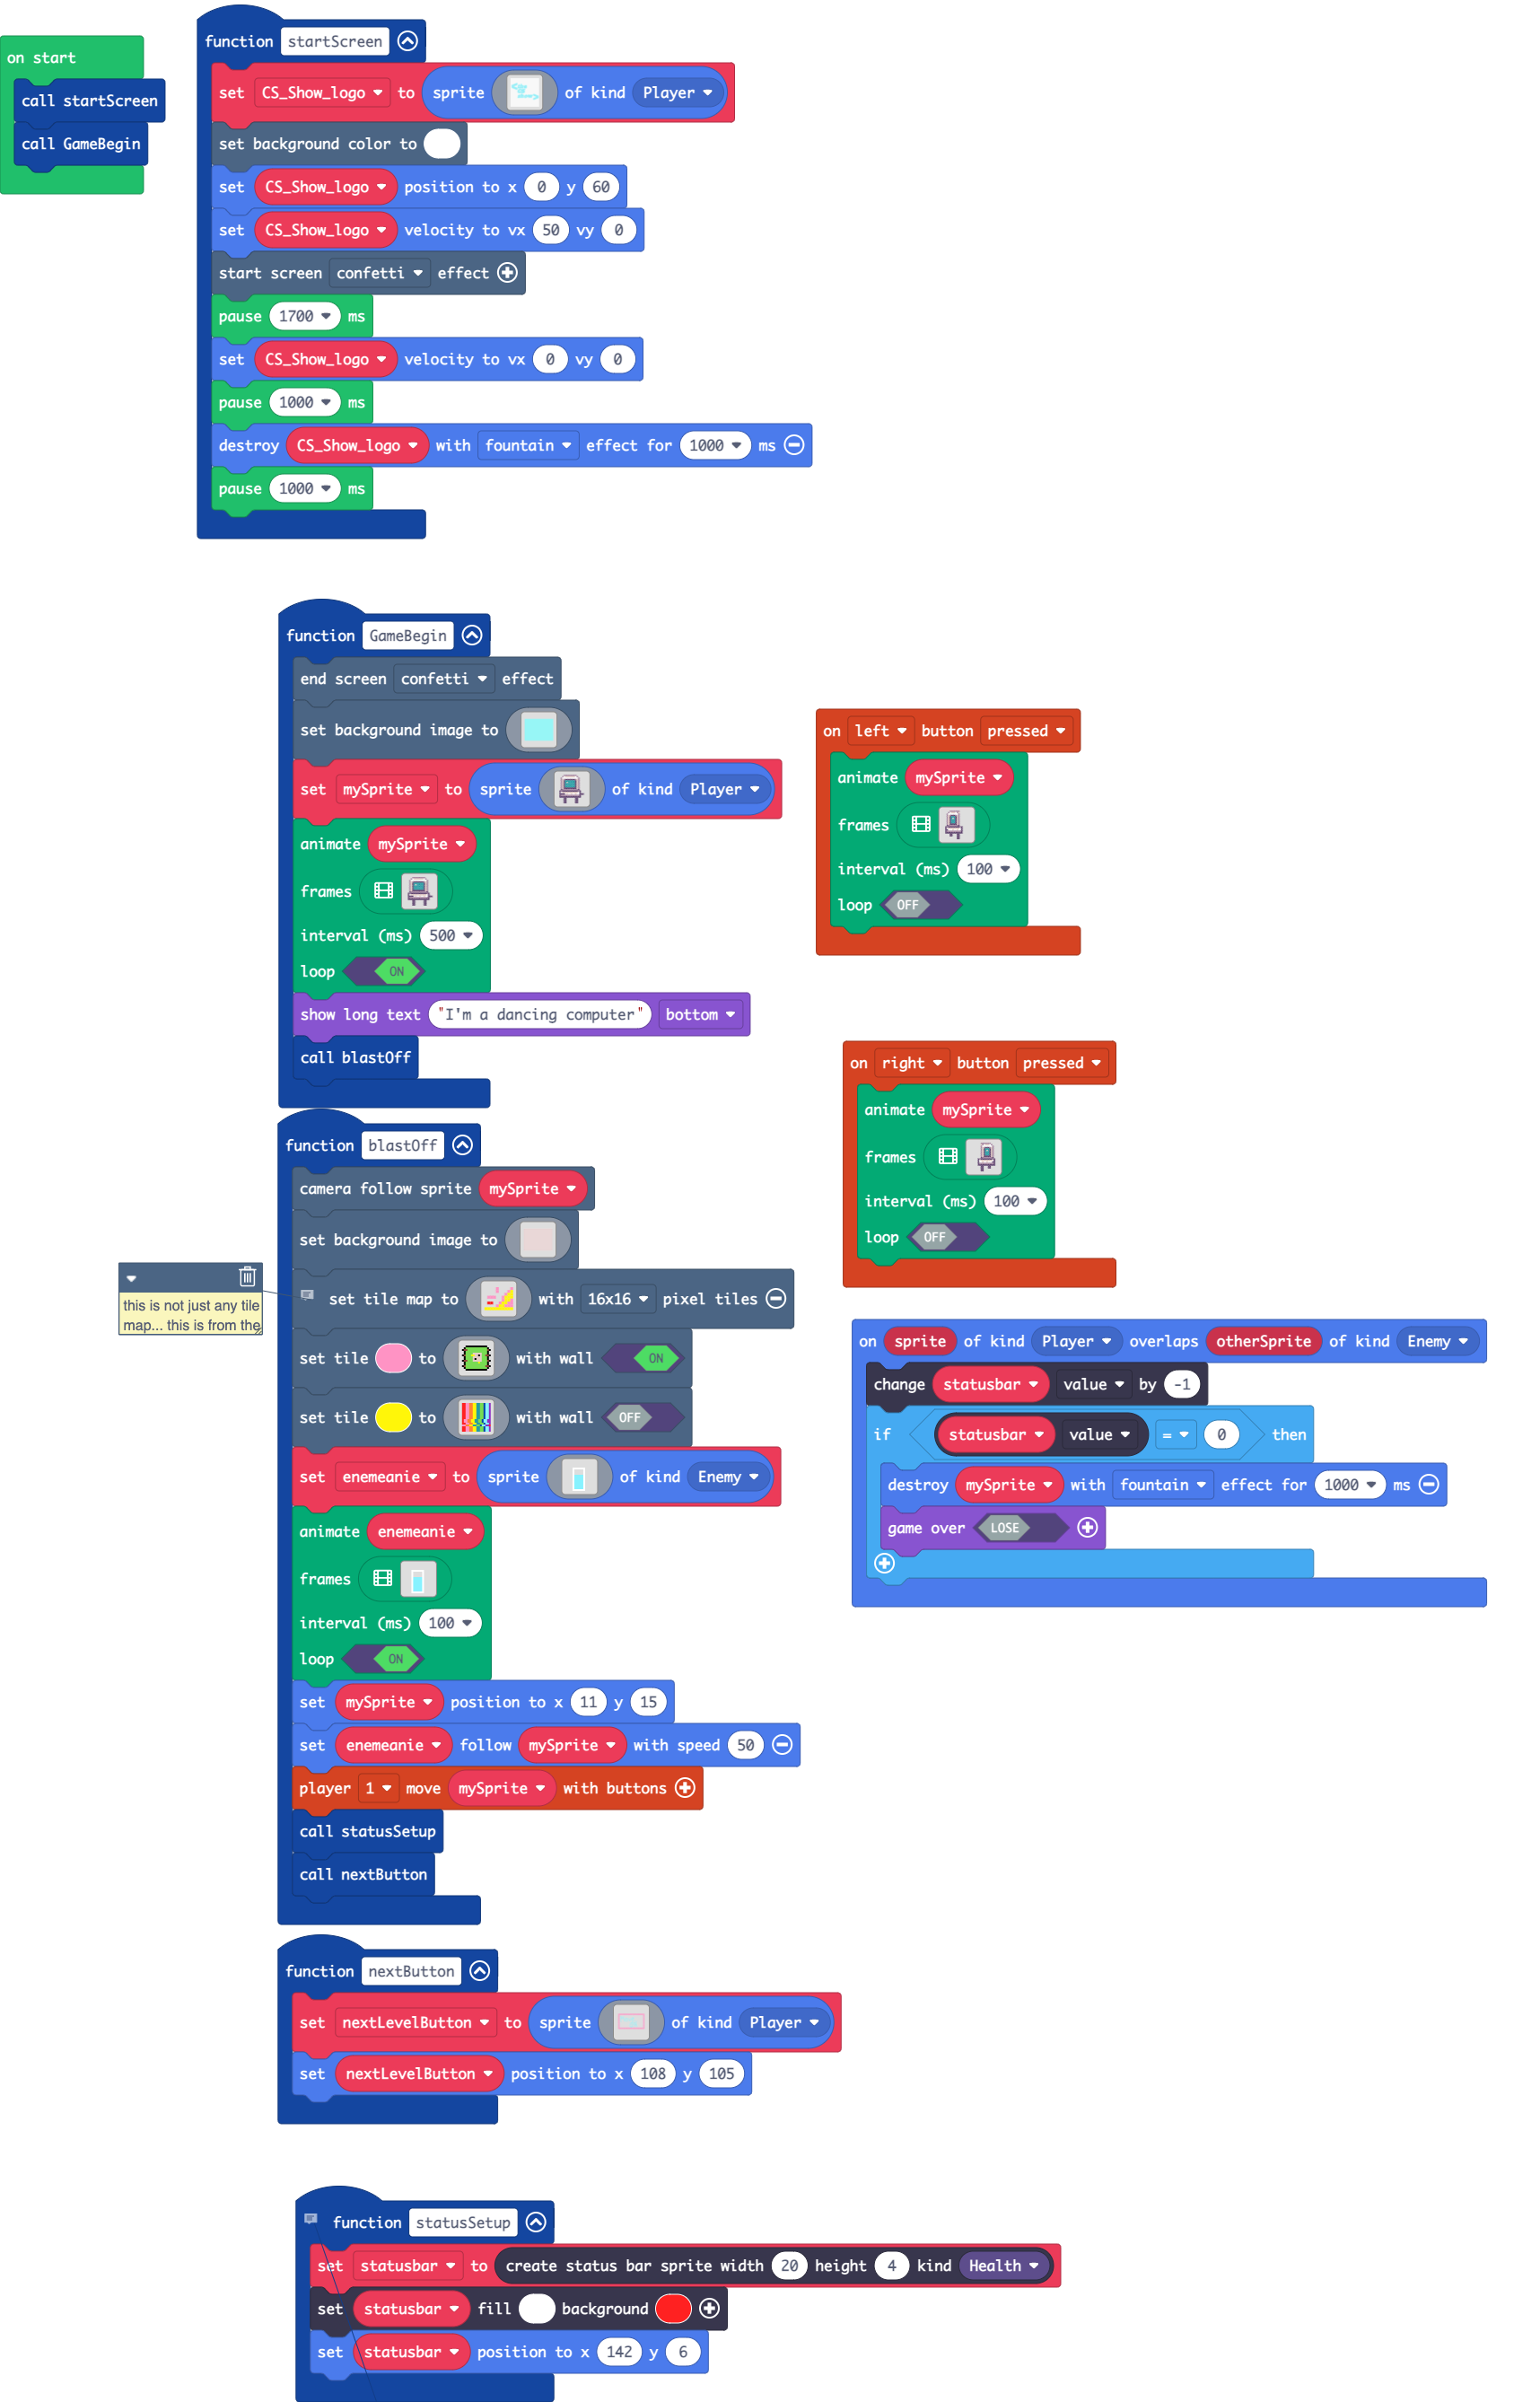 on start
call startScreen
call GameBegin
function startScreen
set CS_Show_logo to sprite of kind Player
set background color to
set CS_Show_logo position to x 0 y 60
set CS_Show_logo velocity to vx 50 vy 0
start screen confetti effect
pause 1700 ms
set CS_Show_logo velocity to vx 0 vy 0
pause 1000 ms
destroy CS_Show_logo with fountain effect for 1000 ms
pause 1000 ms
function GameBegin
end screen confetti effect
set background image to
set mySprite to sprite of kind Player
animate mySprite
frames
interval (ms) 500
loop ON
show long text "I'm a dancing computer" bottom
call blastOff
on left button pressed
animate mySprite
frames
interval (ms) 100
loop OFF
on right button pressed
animate mySprite
frames
interval (ms) 100
loop OFF
function blastOff
camera follow sprite mySprite
set background image to
this is not just any tile
map... this is from the
set tile map to with 16x16 pixel tiles
set tile to with wall ON
set tile to with wall OFF
set enemeanie to sprite of kind Enemy
animate enemeanie
frames
interval (ms) 100
loop ON
set mySprite position to x 11 y 15
set enemeanie follow mySprite with speed 50
player 1 move mySprite with buttons
call statusSetup
call nextButton
on sprite of kind Player overlaps otherSprite of kind Enemy
change statusbar value by -1
if statusbar value = 0 then
destroy mySprite with fountain effect for 1000 ms
game over LOSE
function nextButton
set nextLevelButton to sprite of kind Player
set nextLevelButton position to x 108 y 105
function statusSetup
set statusbar to create status bar sprite width 20 height 4 kind Health
set statusbar fill background
set statusbar position to x 142 y 6